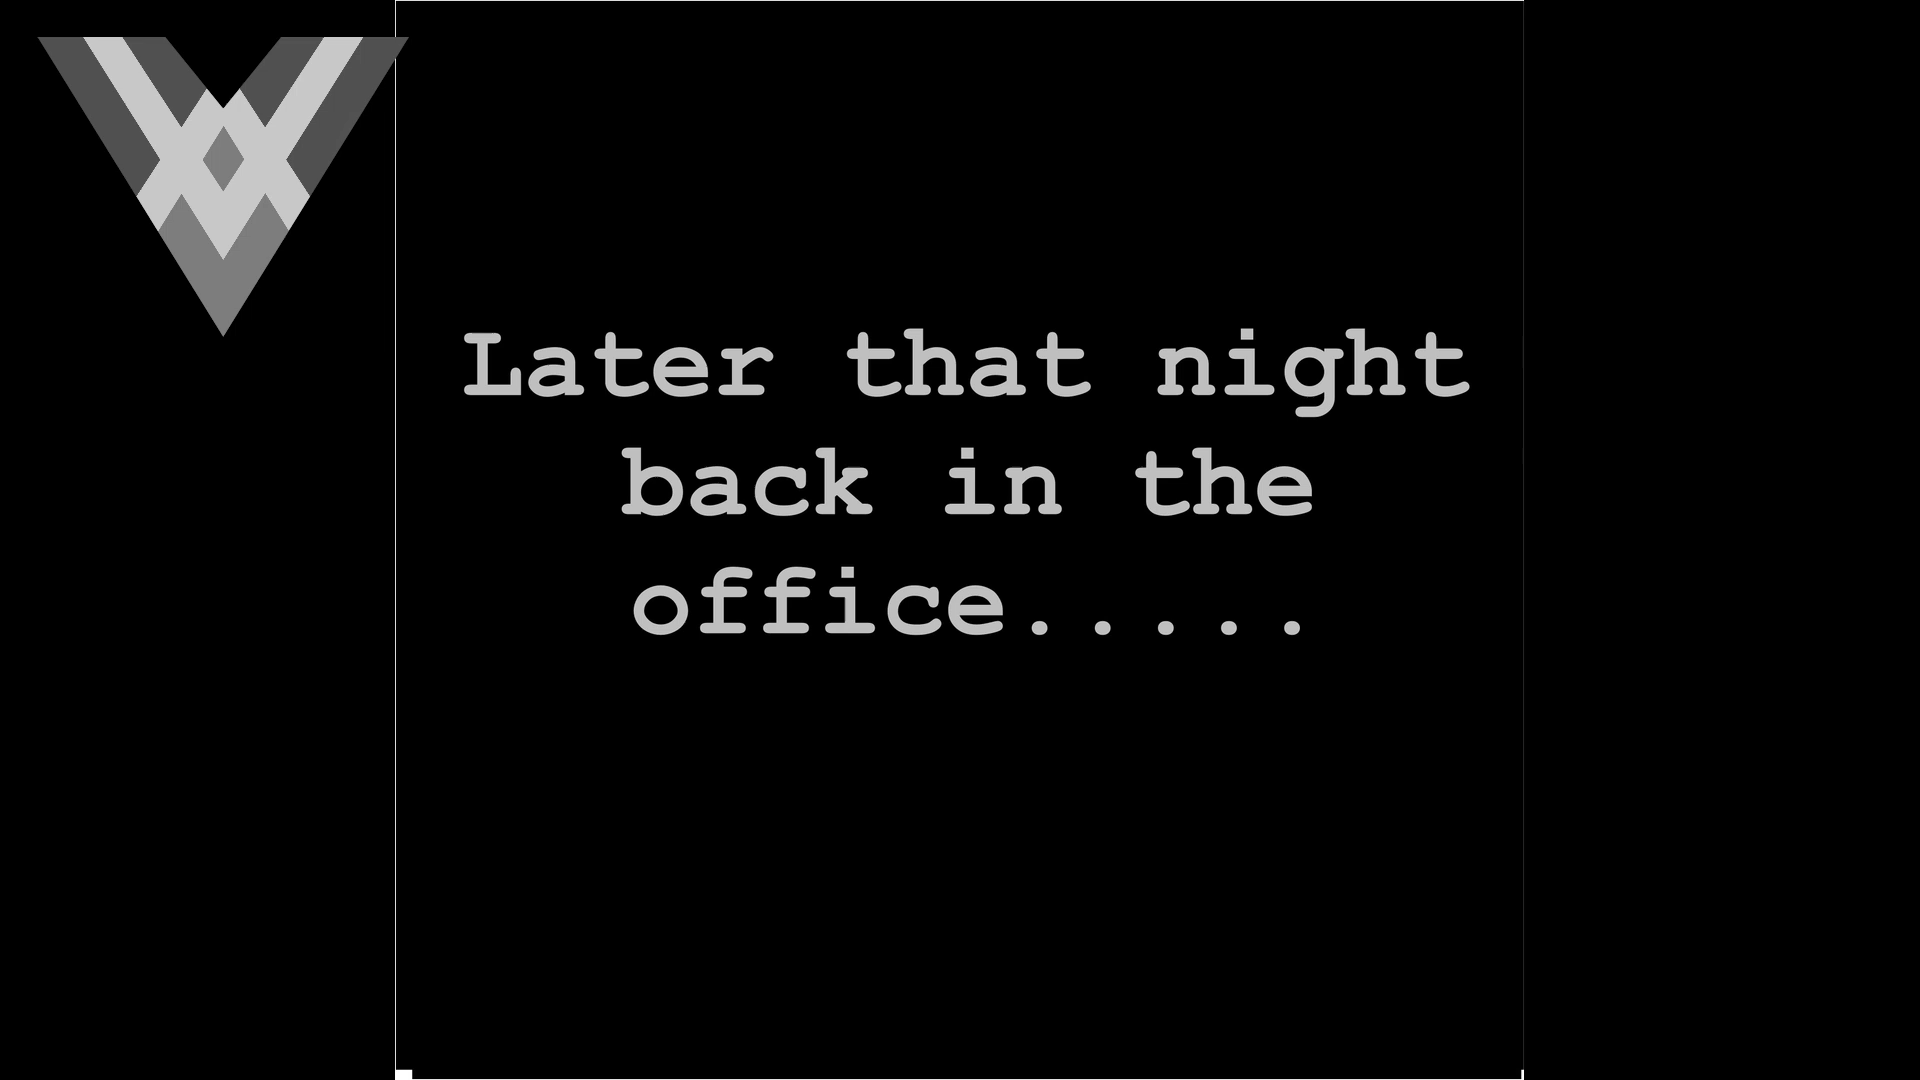 Later that night
back in the
office.....